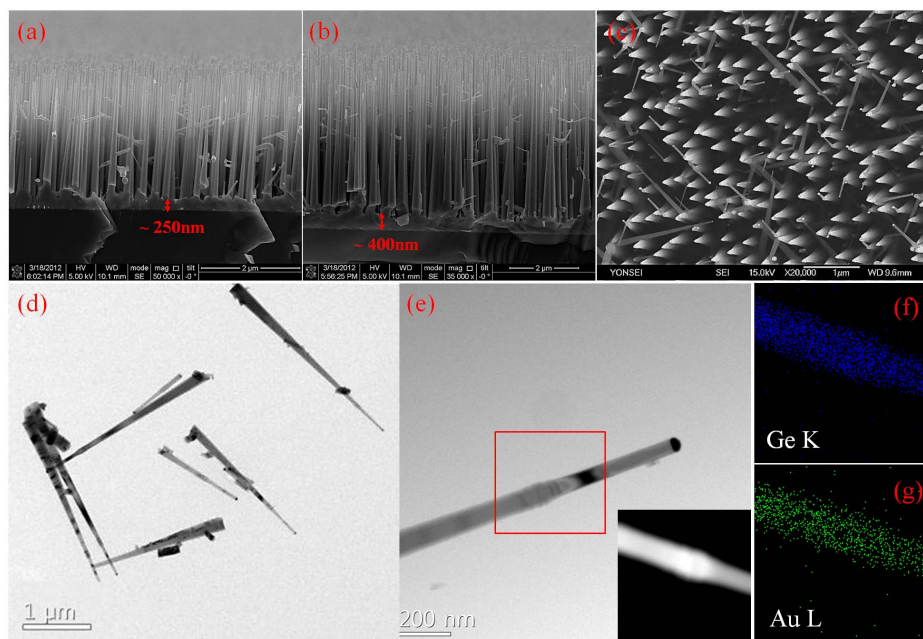 (a)
~ 250nm
3/18/2012 HV WD mode mag □ tilt
6:02:14 PM 5.00 kV 10.1 mm SE 50 000 x -0 ° 2 µm
(b)
~ 400nm
3/18/2012 HV WD mode mag □ tilt
5:56:25 PM 5.00 kV 10.1 mm SE 35 000 x -0 ° 2 µm
(c)
YONSEI SEI 15.0kV X20,000 1µm WD 9.6mm
(d)
1 µm
(e)
200 nm
(f)
Ge K
(g)
Au L